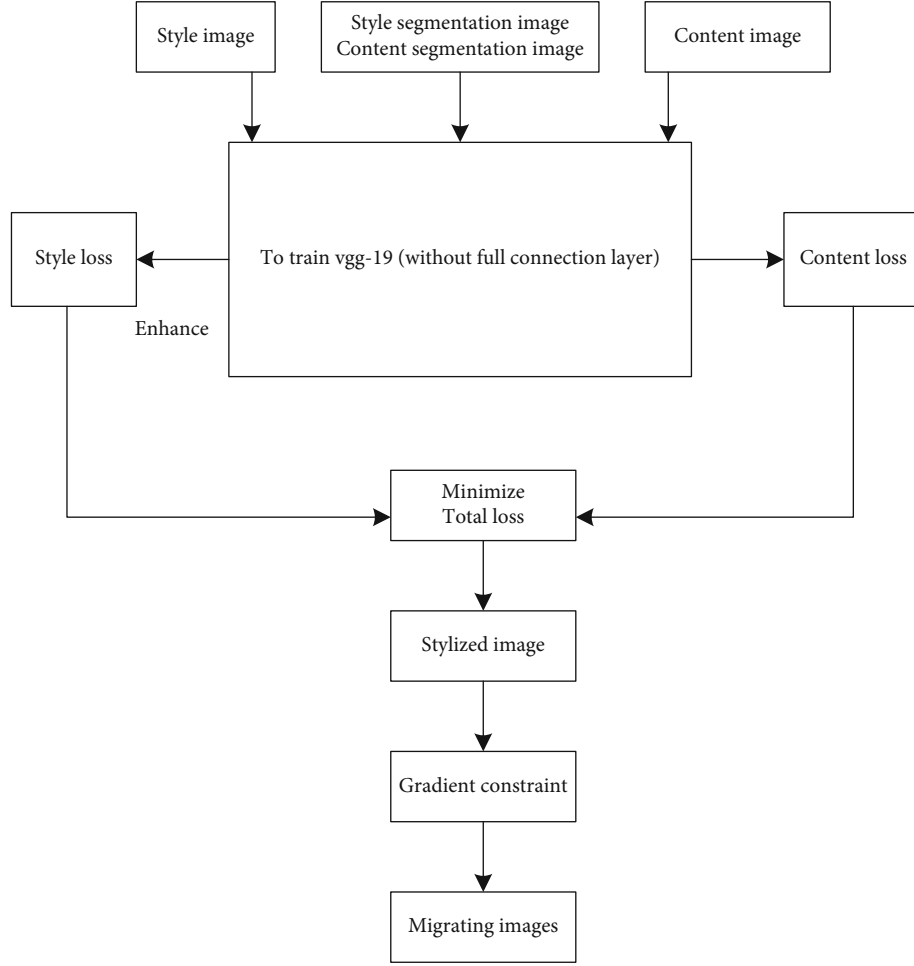 Style image
Style segmentation image
Content segmentation image
Content image
Style loss
To train vgg-19 (without full connection layer)
Content loss
Enhance
Minimize
Total loss
Stylized image
Gradient constraint
Migrating images